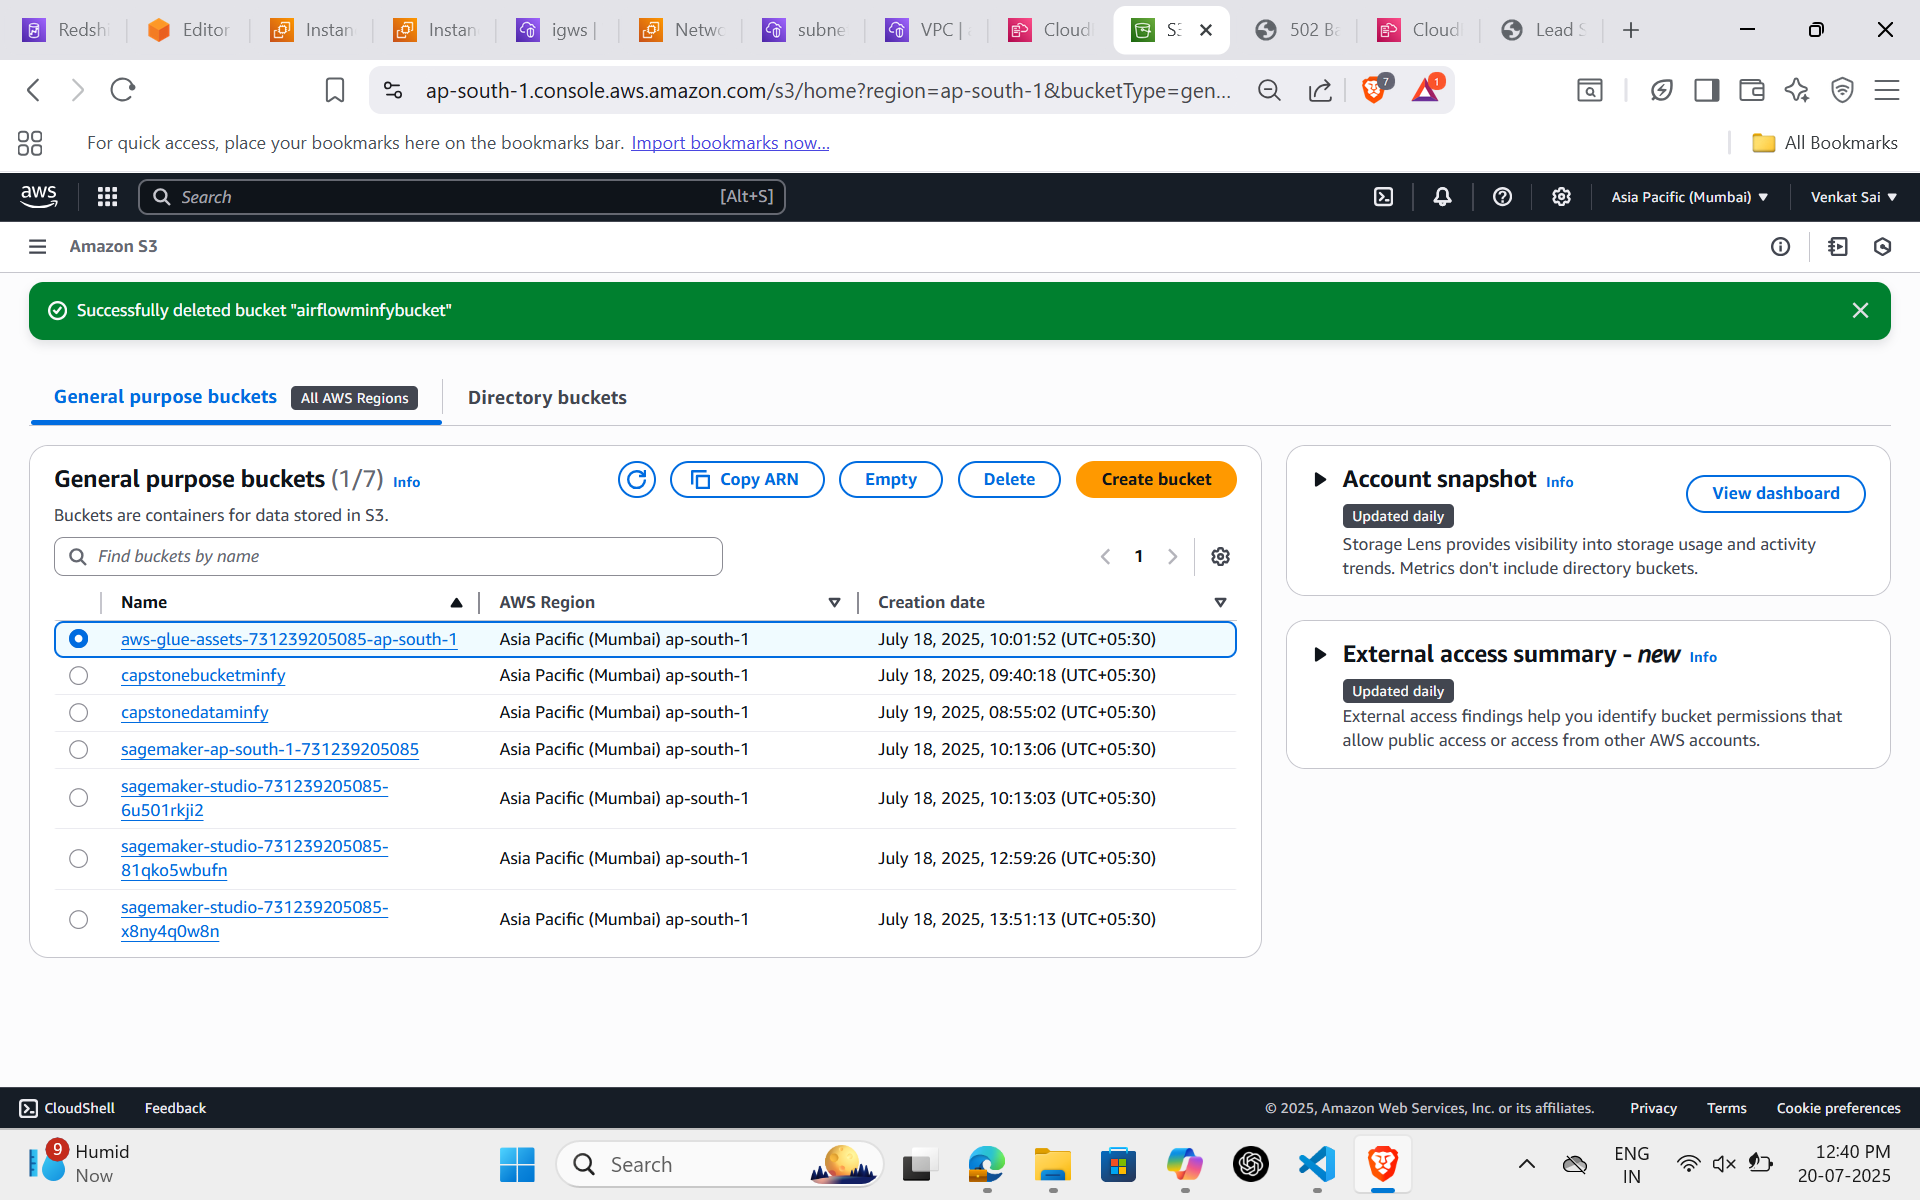 Redshi
Editor
Instan
Instan
igws |
Netwo
subne
VPC |
Cloudl
S3
502 Ba
Cloudl
Lead S
ap-south-1.console.aws.amazon.com/s3/home?region=ap-south-1&bucketType=gen...
7
1
For quick access, place your bookmarks here on the bookmarks bar. Import bookmarks now...
All Bookmarks
aws
Search
[Alt+S]
Asia Pacific (Mumbai)
Venkat Sai
Amazon S3
Successfully deleted bucket "airflowminfybucket"
General purpose buckets
All AWS Regions
Directory buckets
General purpose buckets (1/7) Info
Copy ARN
Empty
Delete
Create bucket
Buckets are containers for data stored in S3.
Find buckets by name
1
Name AWS Region Creation date
aws-glue-assets-731239205085-ap-south-1 Asia Pacific (Mumbai) ap-south-1 July 18, 2025, 10:01:52 (UTC+05:30)
capstonebucketminfy Asia Pacific (Mumbai) ap-south-1 July 18, 2025, 09:40:18 (UTC+05:30)
capstonedataminfy Asia Pacific (Mumbai) ap-south-1 July 19, 2025, 08:55:02 (UTC+05:30)
sagemaker-ap-south-1-731239205085 Asia Pacific (Mumbai) ap-south-1 July 18, 2025, 10:13:06 (UTC+05:30)
sagemaker-studio-731239205085-
6u501rkji2 Asia Pacific (Mumbai) ap-south-1 July 18, 2025, 10:13:03 (UTC+05:30)
sagemaker-studio-731239205085-
81qko5wbufn Asia Pacific (Mumbai) ap-south-1 July 18, 2025, 12:59:26 (UTC+05:30)
sagemaker-studio-731239205085-
x8ny4q0w8n Asia Pacific (Mumbai) ap-south-1 July 18, 2025, 13:51:13 (UTC+05:30)
Account snapshot Info
View dashboard
Updated daily
Storage Lens provides visibility into storage usage and activity
trends. Metrics don't include directory buckets.
External access summary - new Info
Updated daily
External access findings help you identify bucket permissions that
allow public access or access from other AWS accounts.
CloudShell
Feedback
© 2025, Amazon Web Services, Inc. or its affiliates.
Privacy
Terms
Cookie preferences
9
Humid
Now
Search
ENG
IN
12:40 PM
20-07-2025